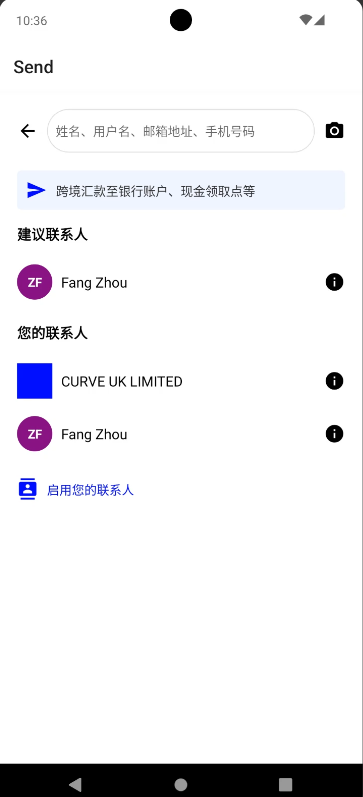 10:36
Send
姓名、用户名、邮箱地址、手机号码
跨境汇款至银行账户、现金领取点等
建议联系人
ZF Fang Zhou
您的联系人
CURVE UK LIMITED
ZF Fang Zhou
启用您的联系人